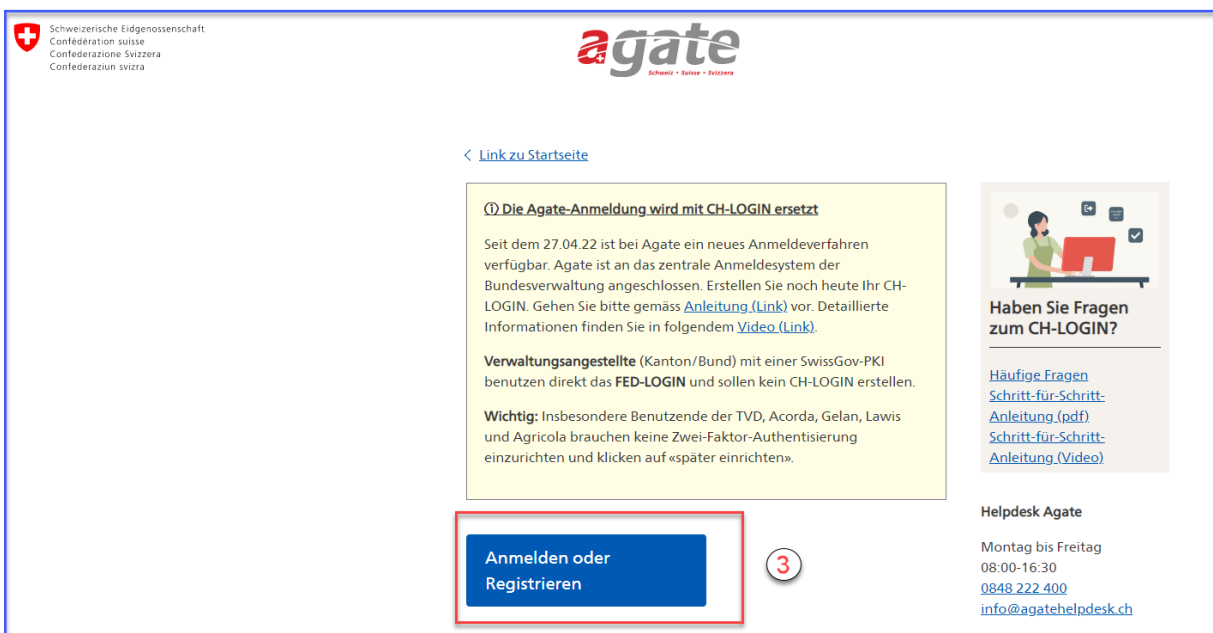 Schweizerische Eidgenossenschaft
Confédération suisse
Confederazione Svizzera
Confederaziun svizra
agate
Schweiz • Suisse • Svizzera
Link zu Startseite
Die Agate-Anmeldung wird mit CH-LOGIN ersetzt
Seit dem 27.04.22 ist bei Agate ein neues Anmeldeverfahren
verfügbar. Agate ist an das zentrale Anmeldesystem der
Bundesverwaltung angeschlossen. Erstellen Sie noch heute Ihr CH-
LOGIN. Gehen Sie bitte gemäss Anleitung (Link) vor. Detaillierte
Informationen finden Sie in folgendem Video (Link).
Verwaltungsangestellte (Kanton/Bund) mit einer SwissGov-PKI
benutzen direkt das FED-LOGIN und sollen kein CH-LOGIN erstellen.
Wichtig: Insbesondere Benutzende der TVD, Acorda, Gelan, Lawis
und Agricola brauchen keine Zwei-Faktor-Authentisierung
einzurichten und klicken auf «später einrichten».
Anmelden oder
Registrieren
3
Haben Sie Fragen
zum CH-LOGIN?
Häufige Fragen
Schritt-für-Schritt-
Anleitung (pdf)
Schritt-für-Schritt-
Anleitung (Video)
Helpdesk Agate
Montag bis Freitag
08:00-16:30
0848 222 400
info@agatehelpdesk.ch